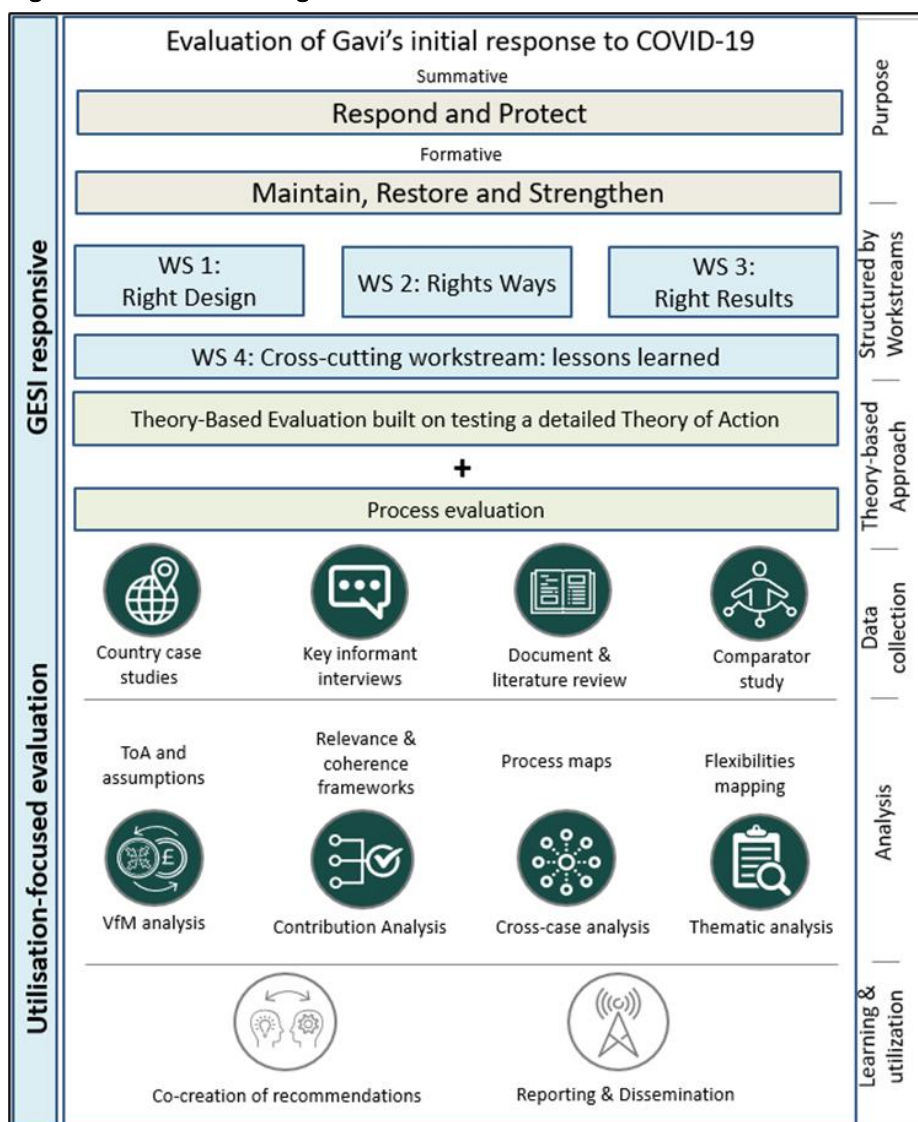 Evaluation of Gavi's initial response to COVID-19
Summative
Respond and Protect
Formative
Maintain, Restore and Strengthen
Purpose
WS 1:
Right Design
WS 2: Rights Ways
WS 3:
Right Results
WS 4: Cross-cutting workstream: lessons learned
Structured by
Workstreams
GESI responsive
Theory-Based Evaluation built on testing a detailed Theory of Action
+
Process evaluation
Theory-based
Approach
Country case
studies
Key informant
interviews
Document &
literature review
Comparator
study
Data
collection
Utilisation-focused evaluation
ToA and
assumptions
Relevance &
coherence
frameworks
Process maps
Flexibilities
mapping
£
VfM analysis
Contribution Analysis
Cross-case analysis
Thematic analysis
Analysis
Co-creation of recommendations
Reporting & Dissemination
Learning &
utilization